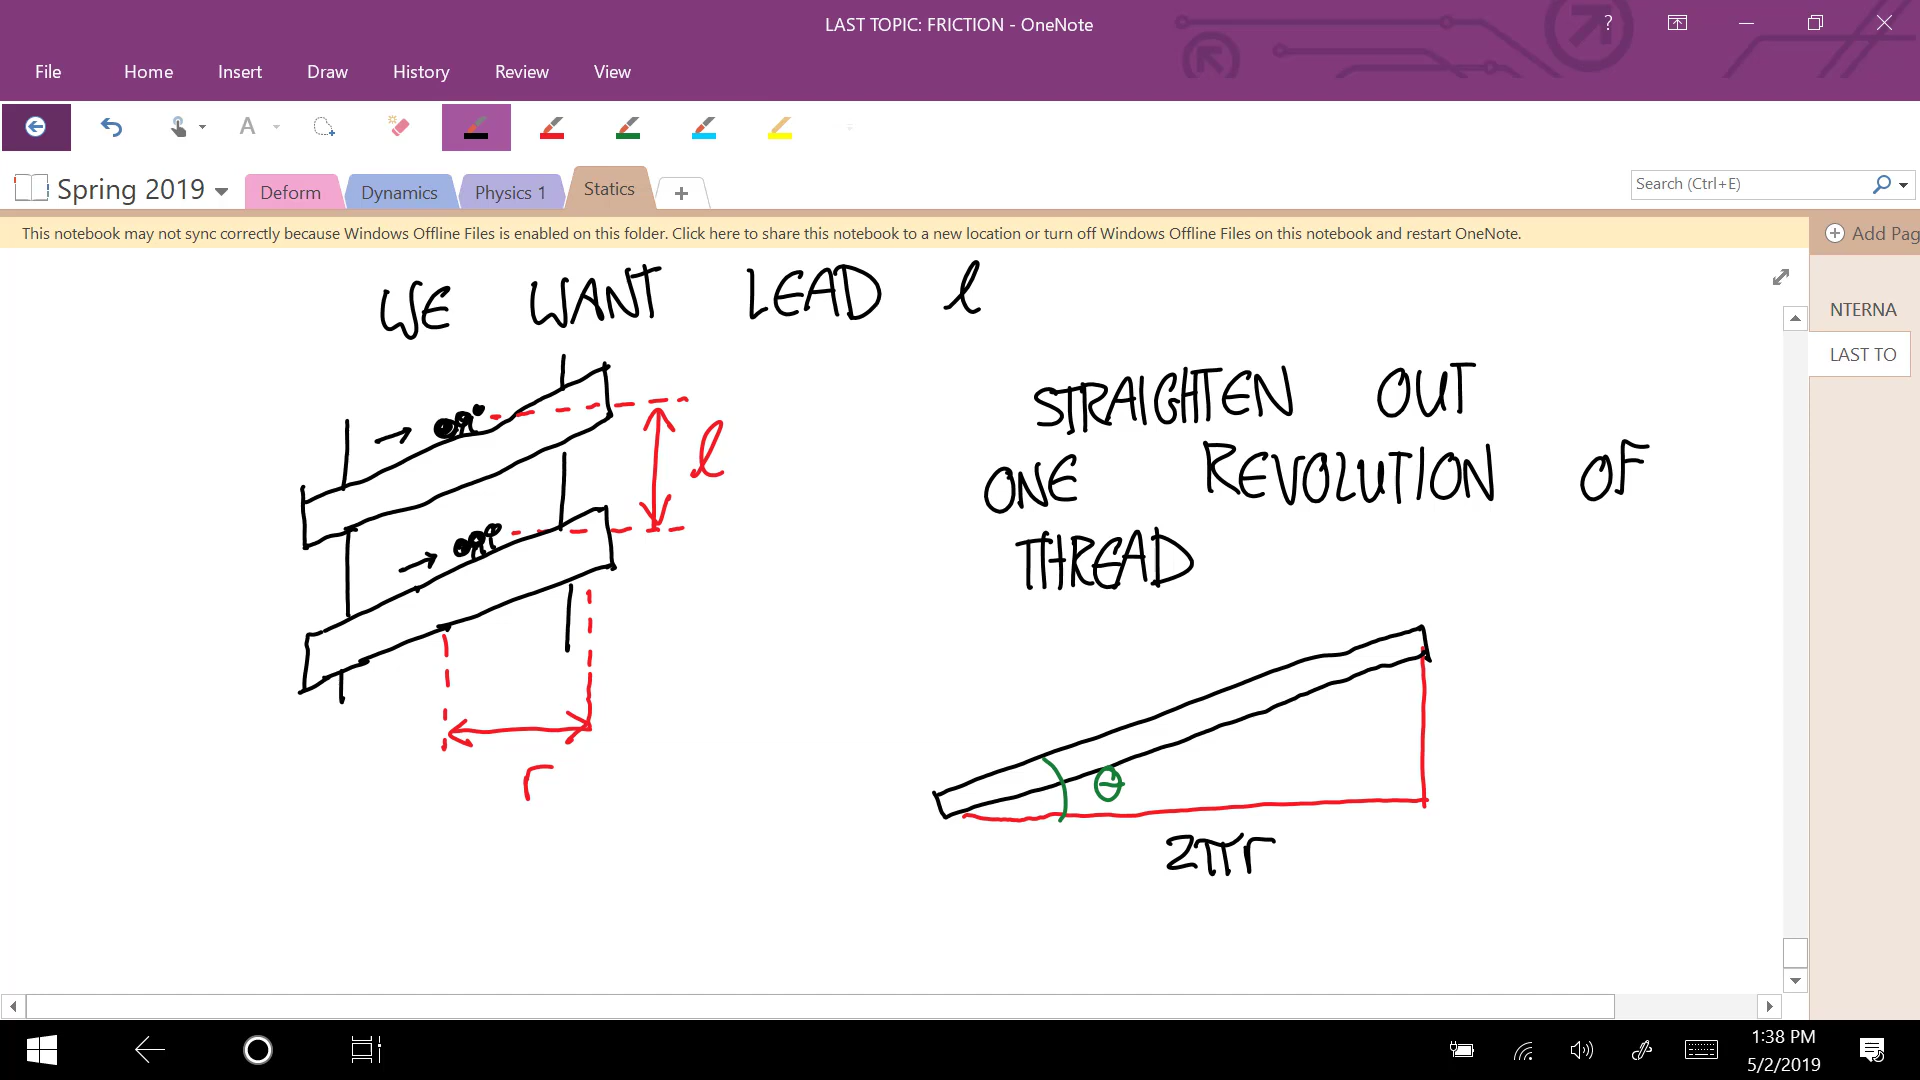 LAST TOPIC: FRICTION - OneNote
?
File Home Insert Draw History Review View
A
Spring 2019 Deform Dynamics Physics 1 Statics +
Search (Ctrl+E)
This notebook may not sync correctly because Windows Offline Files is enabled on this folder. Click here to share this notebook to a new location or turn off Windows Offline Files on this notebook and restart OneNote.
Add Pag
NTERNA
LAST TO
WE WANT LEAD l
l
r
STRAIGHTEN OUT
ONE REVOLUTION OF
THREAD
θ
2πr
1:38 PM
5/2/2019